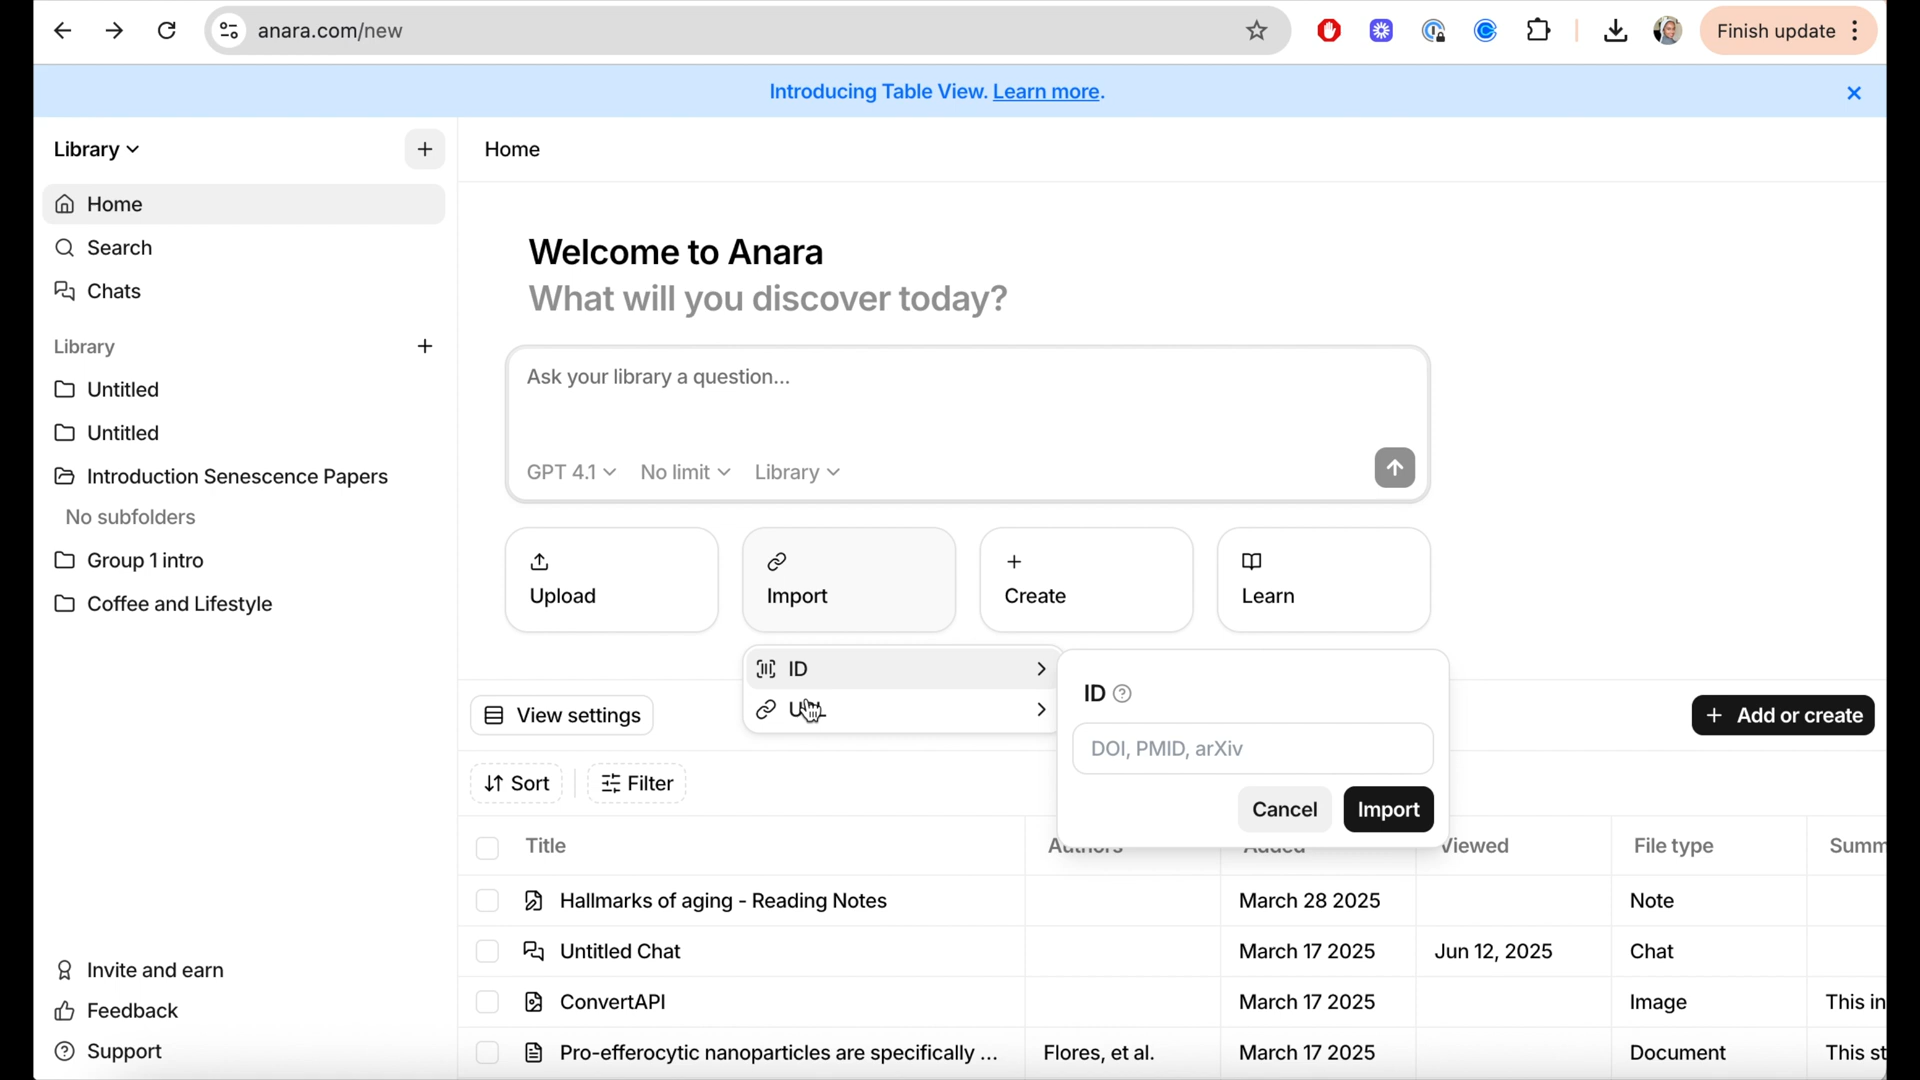 anara.com/new
Finish update
Introducing Table View. Learn more.
Library
Home
Home
Search
Chats
Library
Untitled
Untitled
Introduction Senescence Papers
No subfolders
Group 1 intro
Coffee and Lifestyle
Invite and earn
Feedback
Support
Welcome to Anara
What will you discover today?
Ask your library a question...
GPT 4.1 No limit Library
Upload
Import
Create
Learn
ID
ID
DOI, PMID, arXiv
Cancel Import
View settings
Add or create
Sort Filter
Title Authors Added Viewed File type Summ
Hallmarks of aging - Reading Notes March 28 2025 Note
Untitled Chat March 17 2025 Jun 12, 2025 Chat
ConvertAPI March 17 2025 Image This in
Pro-efferocytic nanoparticles are specifically ... Flores, et al. March 17 2025 Document This st